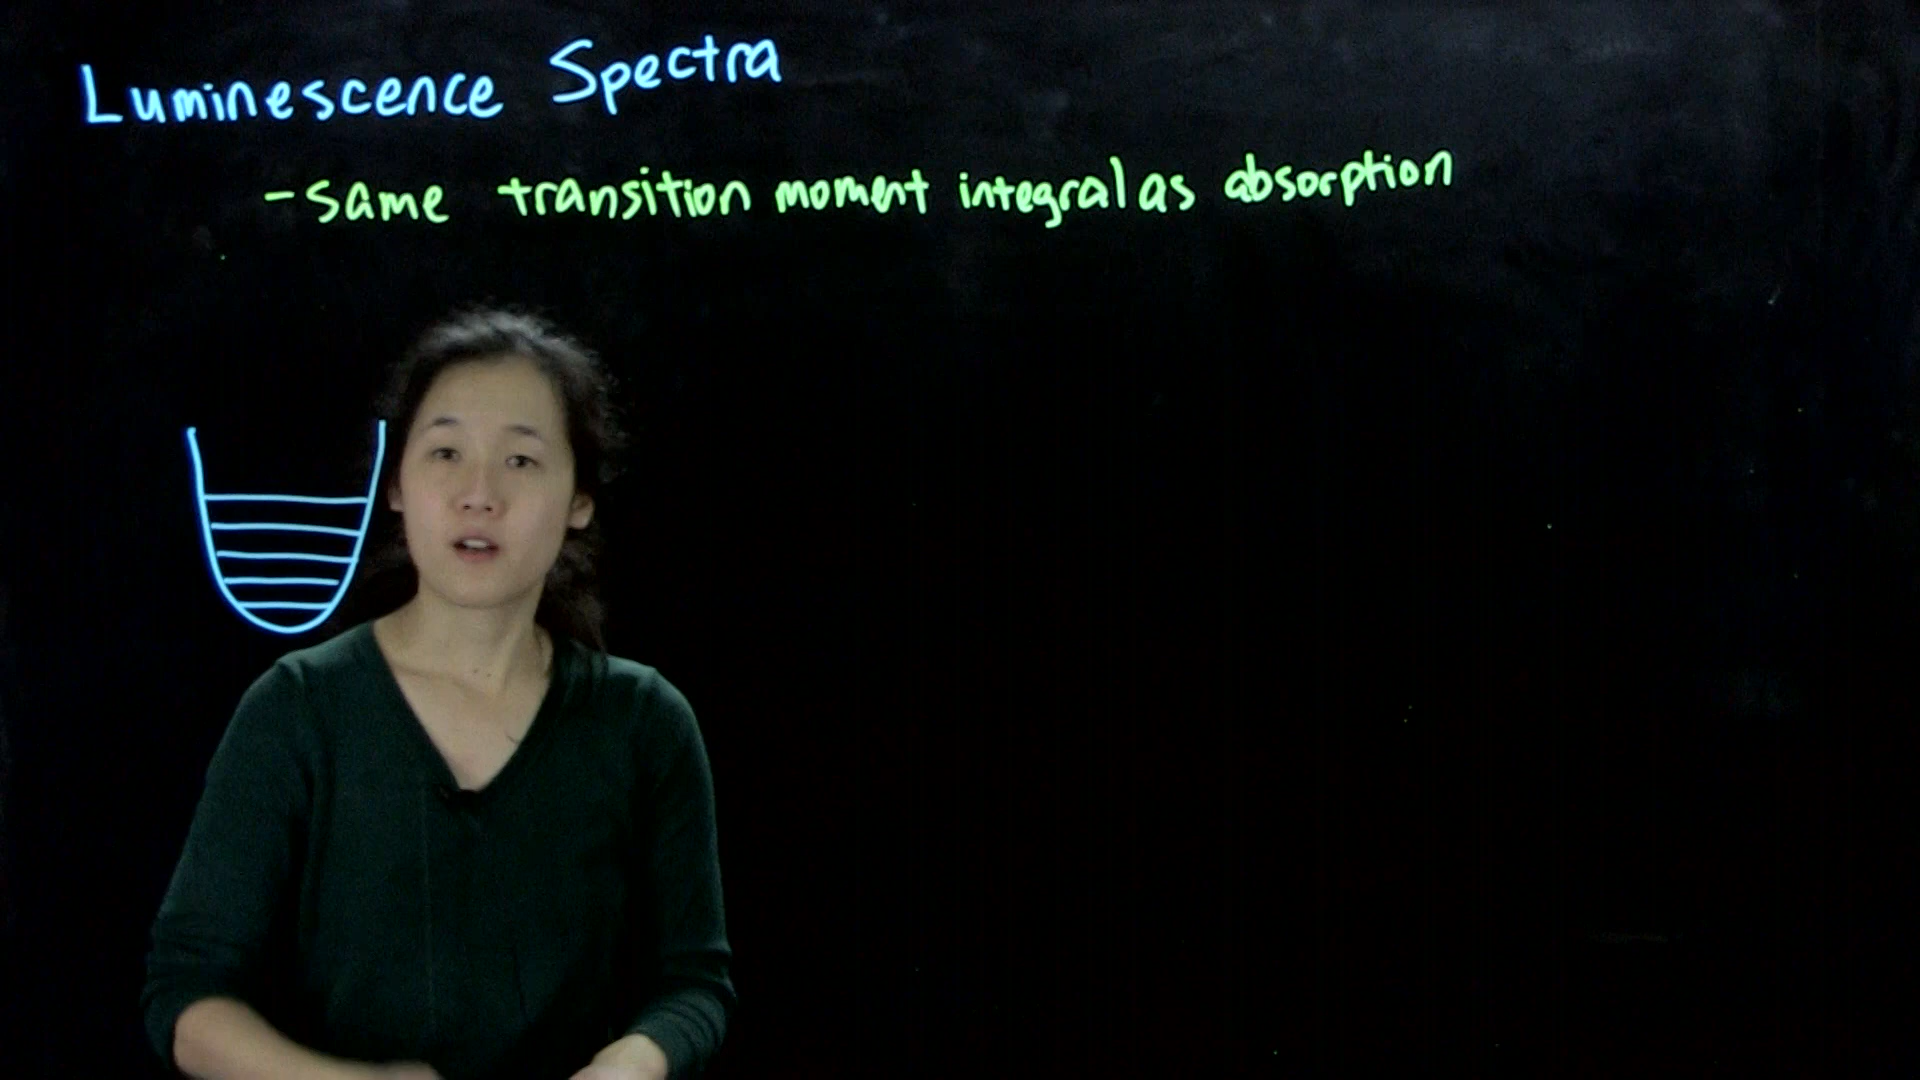 Luminescence Spectra
- same transition moment integral as absorption